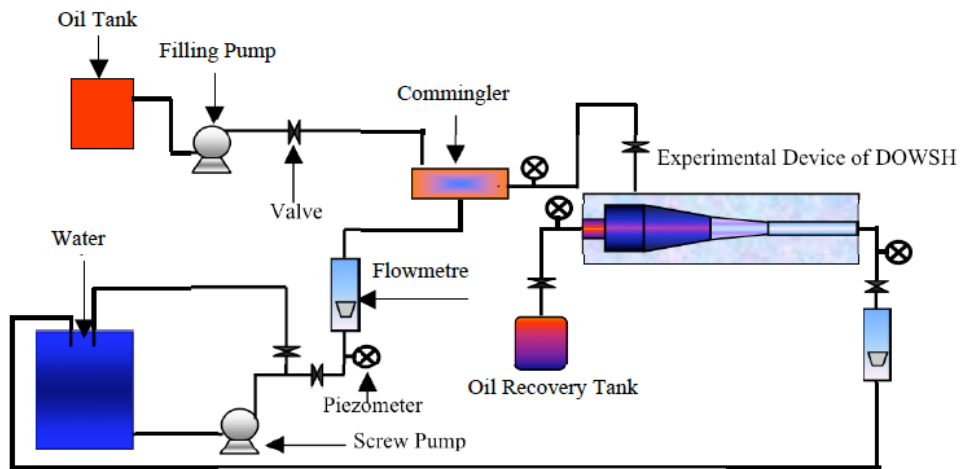 Oil Tank
Filling Pump
Commingler
Experimental Device of DOWSH
Valve
Water
Flowmetre
Oil Recovery Tank
Piezometer
Screw Pump